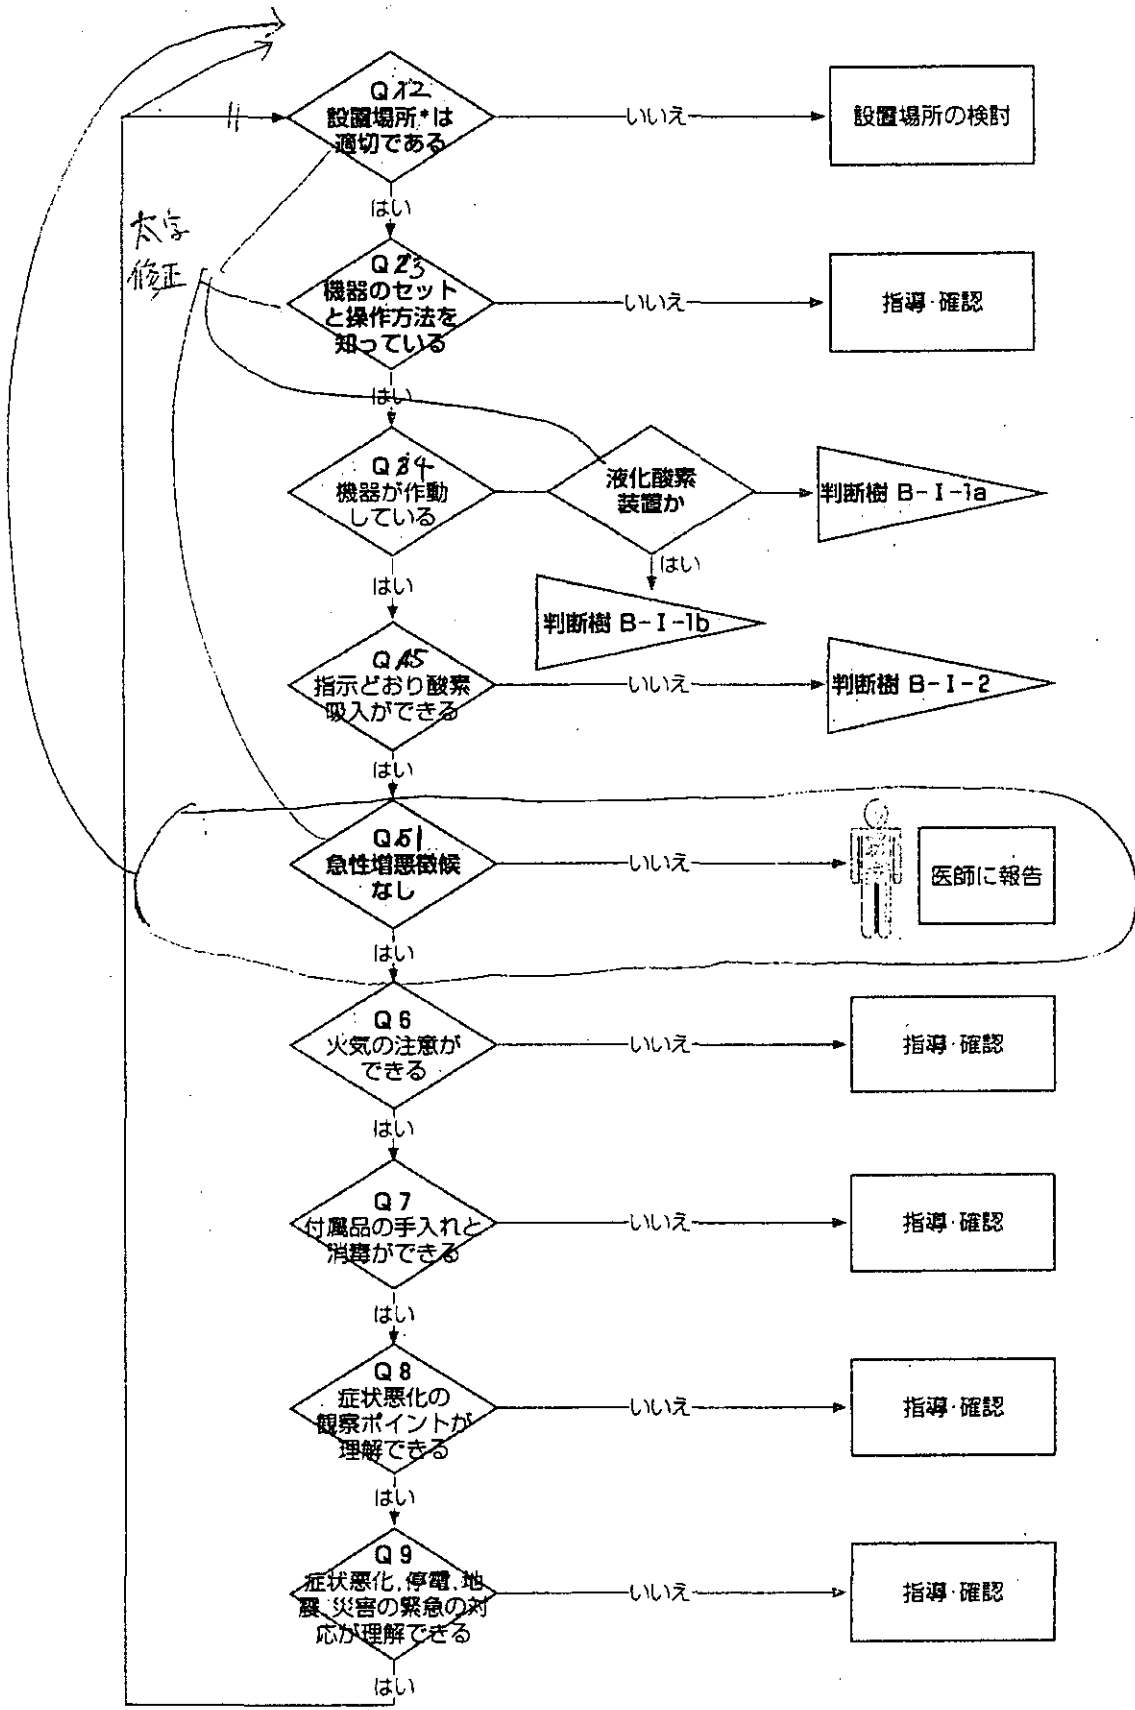 Q 12
設置場所*は
適切である
いいえ
設置場所の検討
はい
太字
修正
Q 23
機器のセット
と操作方法を
知っている
いいえ
指導・確認
はい
Q 34
機器が作動
している
液化酸素
装置か
判断樹 B-Ⅰ-1a
はい
はい
判断樹 B-Ⅰ-1b
Q 45
指示どおり酸素
吸入ができる
いいえ
判断樹 B-Ⅰ-2
はい
Q 51
急性増悪徴候
なし
いいえ
医師に報告
はい
Q 6
火気の注意が
できる
いいえ
指導・確認
はい
Q 7
付属品の手入れと
消毒ができる
いいえ
指導・確認
はい
Q 8
症状悪化の
観察ポイントが
理解できる
いいえ
指導・確認
はい
Q 9
症状悪化、停電、地
震、災害の緊急の対
応が理解できる
いいえ
指導・確認
はい